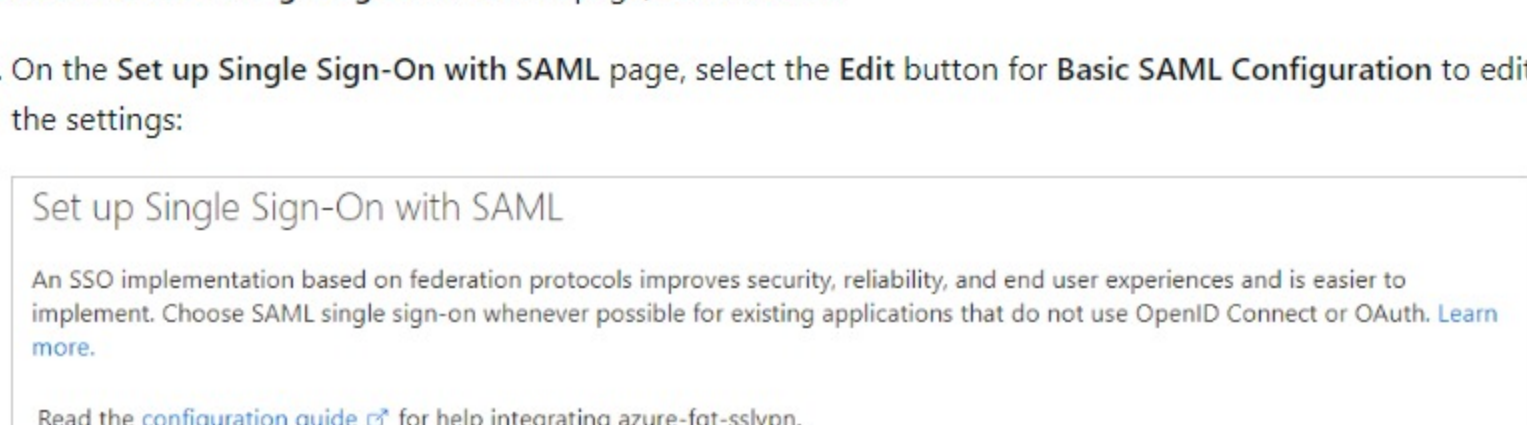 . On the Set up Single Sign-On with SAML page, select the Edit button for Basic SAML Configuration to edit
the settings:
Set up Single Sign-On with SAML
An SSO implementation based on federation protocols improves security, reliability, and end user experiences and is easier to
implement. Choose SAML single sign-on whenever possible for existing applications that do not use OpenID Connect or OAuth. Learn
more.
Read the configuration guide for help integrating azure-fgt-sslvpn.